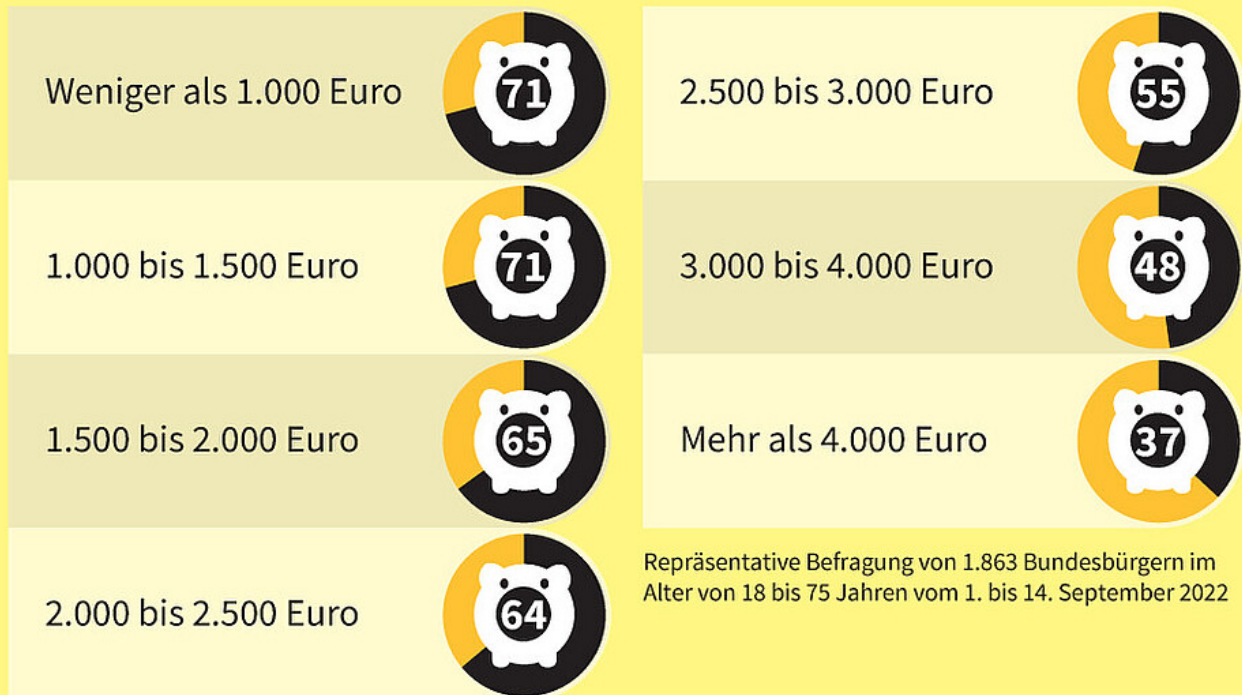 Weniger als 1.000 Euro
71
1.000 bis 1.500 Euro
71
1.500 bis 2.000 Euro
65
2.000 bis 2.500 Euro
64
2.500 bis 3.000 Euro
55
3.000 bis 4.000 Euro
48
Mehr als 4.000 Euro
37
Repräsentative Befragung von 1.863 Bundesbürgern im
Alter von 18 bis 75 Jahren vom 1. bis 14. September 2022